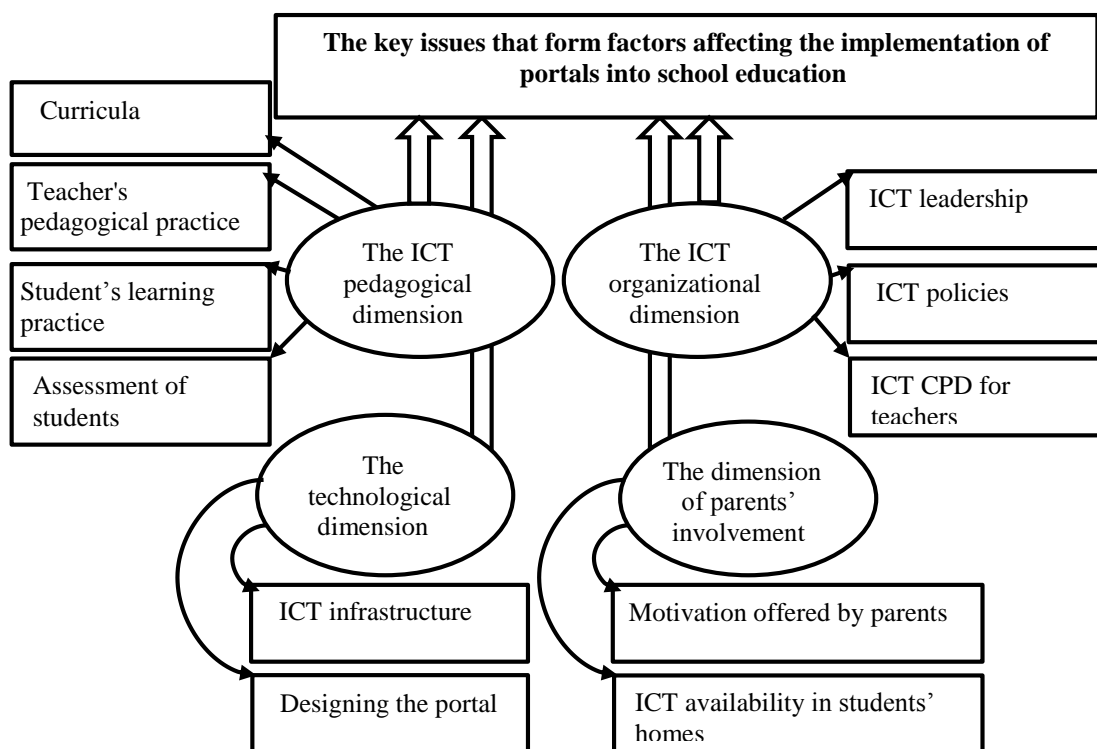 The key issues that form factors affecting the implementation of
portals into school education
Curricula
Teacher's
pedagogical practice
Student’s learning
practice
Assessment of
students
The ICT
pedagogical
dimension
The ICT
organizational
dimension
ICT leadership
ICT policies
ICT CPD for
teachers
The
technological
dimension
The dimension
of parents’
involvement
ICT infrastructure
Designing the portal
Motivation offered by parents
ICT availability in students’
homes